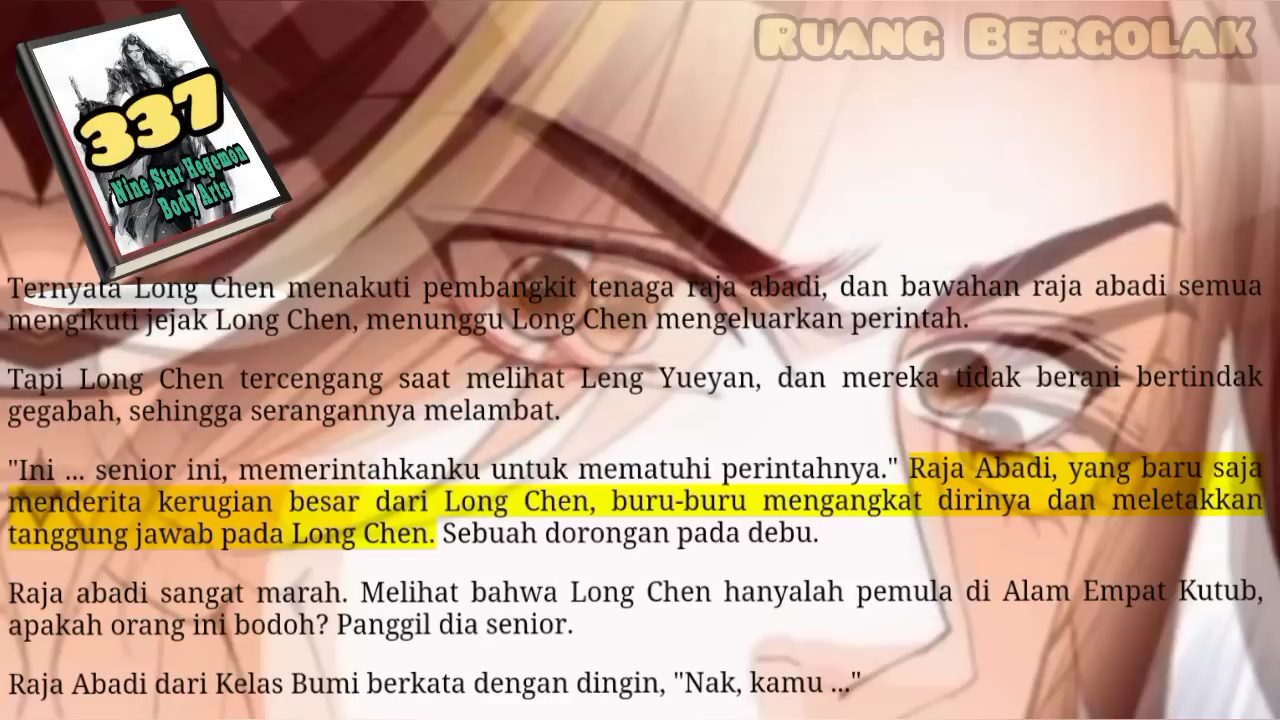 RUANG BERGOLAK
337
Nine Star Hegemon
Body Arts
Ternyata Long Chen menakuti pembangkit tenaga raja abadi, dan bawahan raja abadi semua
mengikuti jejak Long Chen, menunggu Long Chen mengeluarkan perintah.
Tapi Long Chen tercengang saat melihat Leng Yueyan, dan mereka tidak berani bertindak
gegabah, sehingga serangannya melambat.
"Ini ... senior ini, memerintahkanku untuk mematuhi perintahnya." Raja Abadi, yang baru saja
menderita kerugian besar dari Long Chen, buru-buru mengangkat dirinya dan meletakkan
tanggung jawab pada Long Chen. Sebuah dorongan pada debu.
Raja abadi sangat marah. Melihat bahwa Long Chen hanyalah pemula di Alam Empat Kutub,
apakah orang ini bodoh? Panggil dia senior.
Raja Abadi dari Kelas Bumi berkata dengan dingin, "Nak, kamu ..."